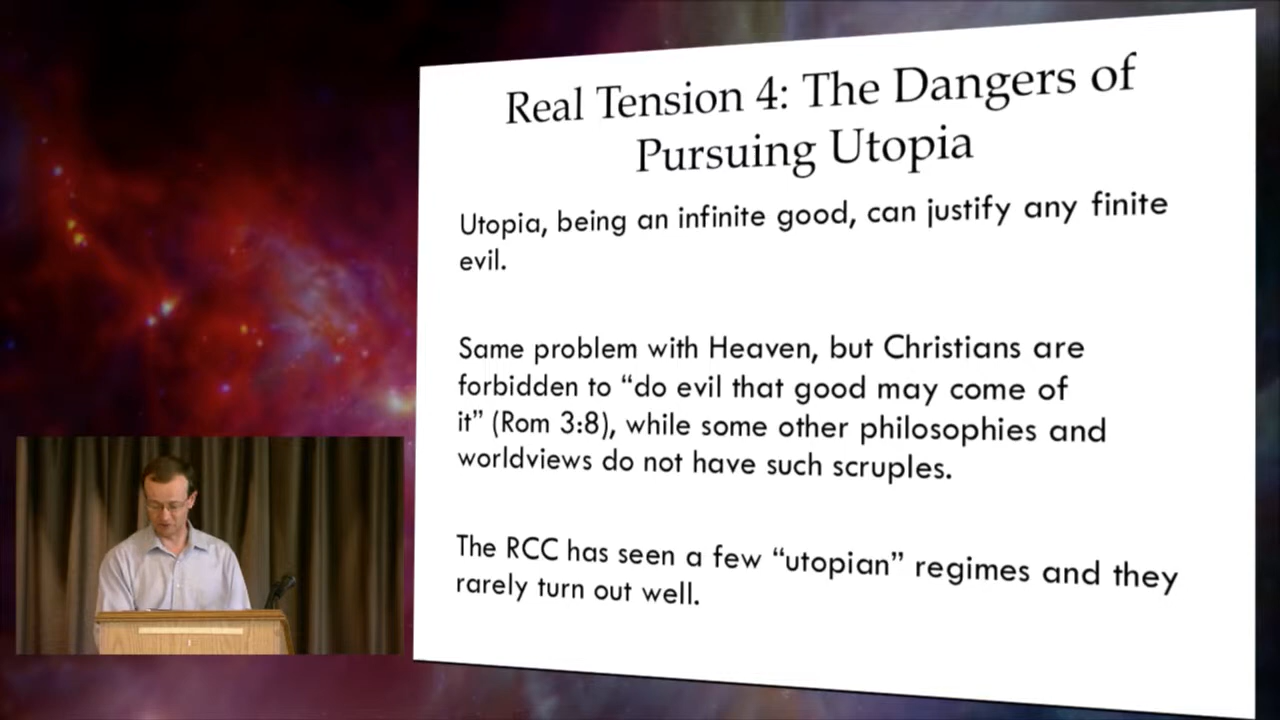 Real Tension 4: The Dangers of
Pursuing Utopia
Utopia, being an infinite good, can justify any finite
evil.
Same problem with Heaven, but Christians are
forbidden to “do evil that good may come of
it” (Rom 3:8), while some other philosophies and
worldviews do not have such scruples.
The RCC has seen a few “utopian” regimes and they
rarely turn out well.